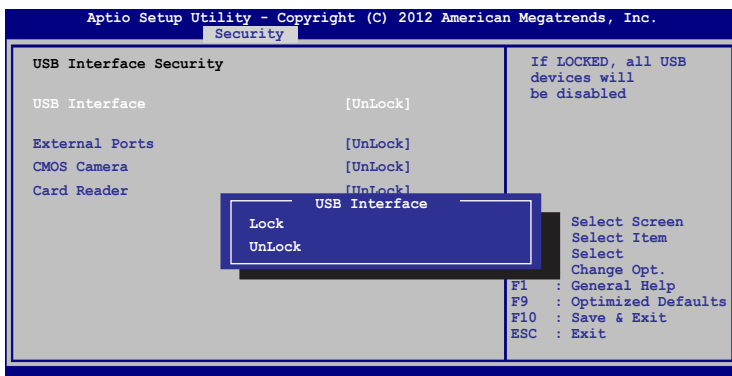 Aptio Setup Utility - Copyright (C) 2012 American Megatrends, Inc.
Security
USB Interface Security
USB Interface [UnLock]
External Ports [UnLock]
CMOS Camera [UnLock]
Card Reader [UnLock]
USB Interface
Lock
UnLock
If LOCKED, all USB
devices will
be disabled
Select Screen
Select Item
Select
Change Opt.
F1 : General Help
F9 : Optimized Defaults
F10 : Save & Exit
ESC : Exit